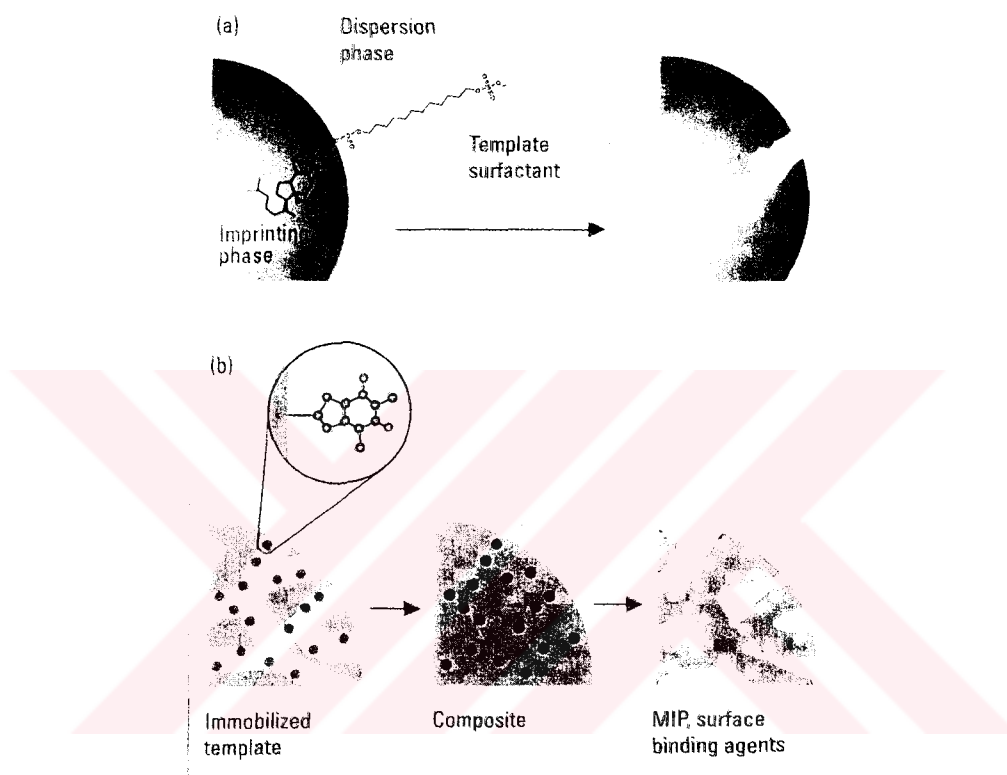 (a)
Dispersion
phase
Template
surfactant
Imprinting
phase
(b)
Immobilized
template
Composite
MIP, surface
binding agents